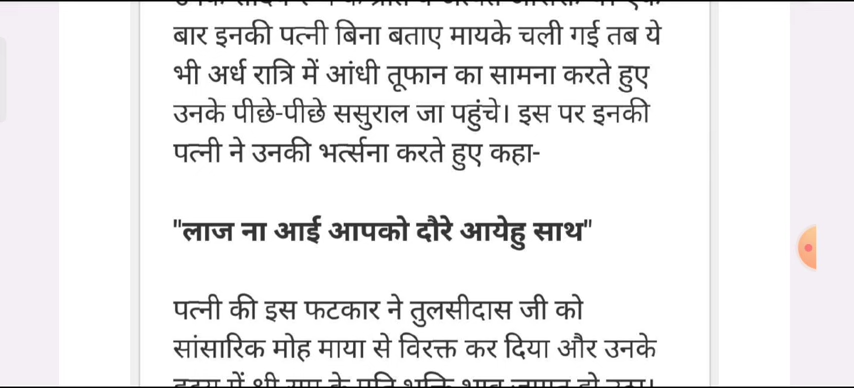 बार इनकी पत्नी बिना बताए मायके चली गई तब ये
भी अर्ध रात्रि में आंधी तूफान का सामना करते हुए
उनके पीछे-पीछे ससुराल जा पहुंचे। इस पर इनकी
पत्नी ने उनकी भर्त्सना करते हुए कहा-
"लाज ना आई आपको दौरे आयेहु साथ"
पत्नी की इस फटकार ने तुलसीदास जी को
सांसारिक मोह माया से विरक्त कर दिया और उनके